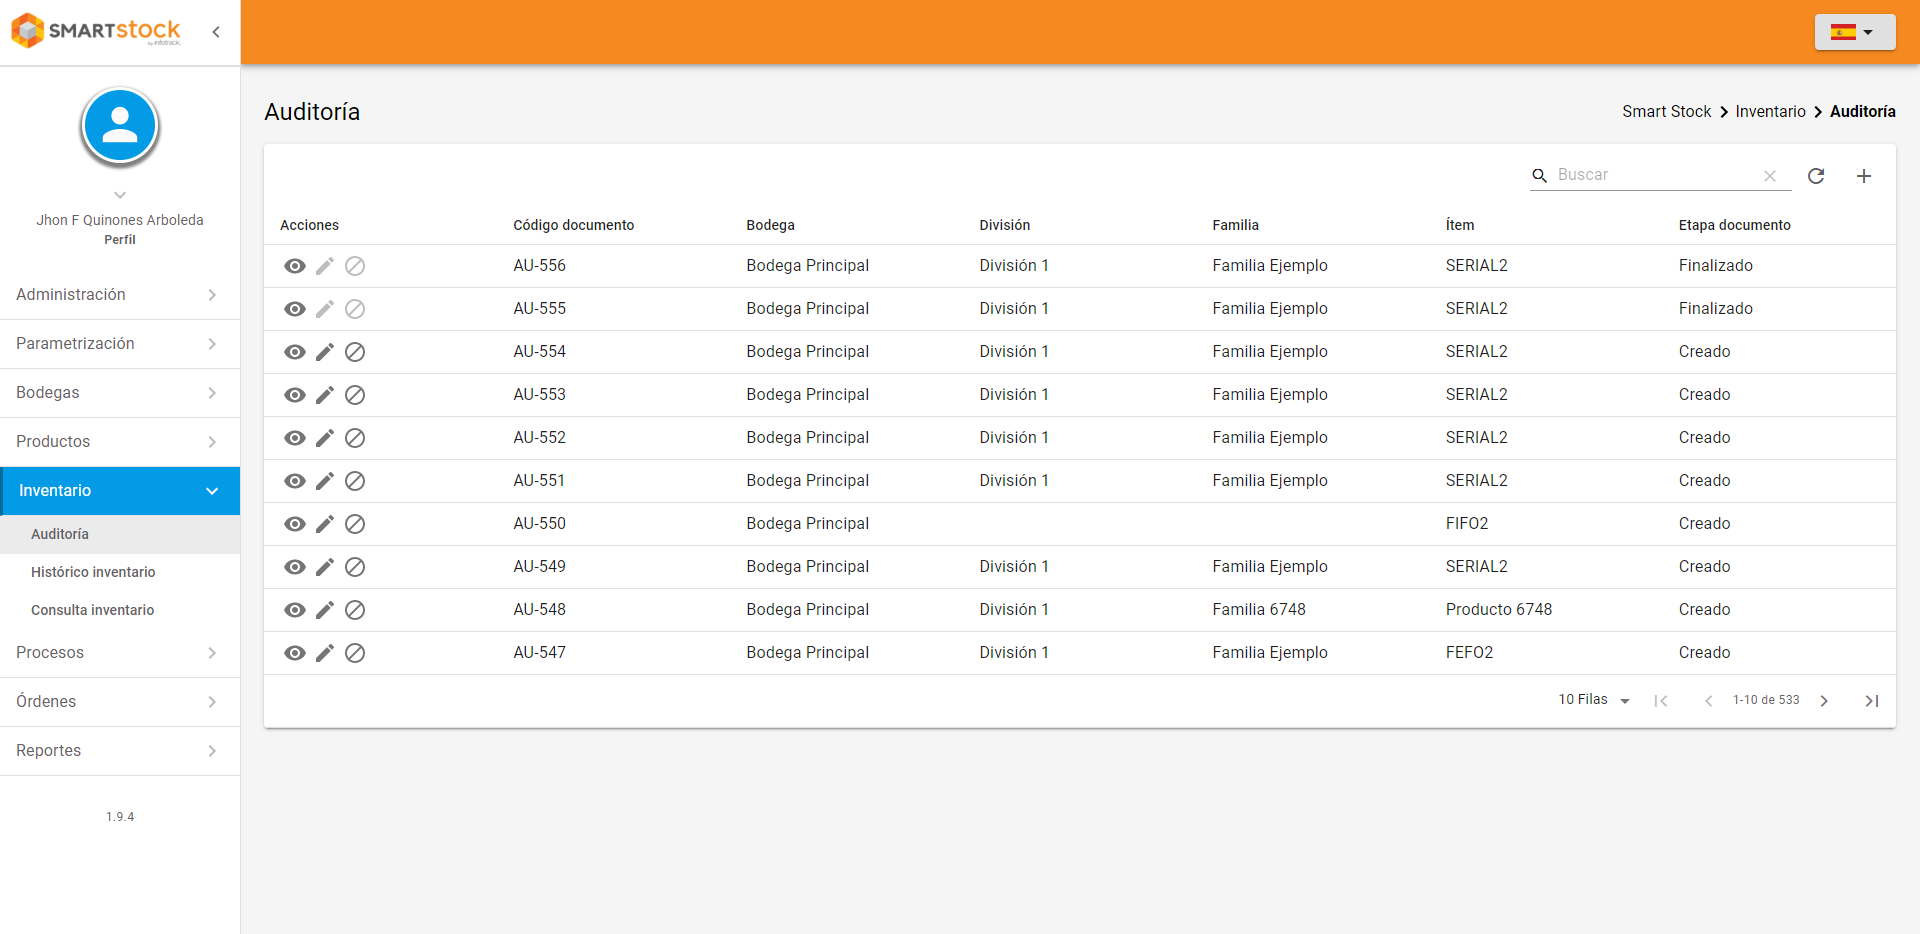 SMARTstock
by infotrack.
Jhon F Quinones Arboleda
Perfil
Administración
Parametrización
Bodegas
Productos
Inventario
Auditoría
Histórico inventario
Consulta inventario
Procesos
Órdenes
Reportes
1.9.4
Auditoría
Smart Stock Inventario Auditoría
Buscar
Acciones Código documento Bodega División Familia Ítem Etapa documento
AU-556 Bodega Principal División 1 Familia Ejemplo SERIAL2 Finalizado
AU-555 Bodega Principal División 1 Familia Ejemplo SERIAL2 Finalizado
AU-554 Bodega Principal División 1 Familia Ejemplo SERIAL2 Creado
AU-553 Bodega Principal División 1 Familia Ejemplo SERIAL2 Creado
AU-552 Bodega Principal División 1 Familia Ejemplo SERIAL2 Creado
AU-551 Bodega Principal División 1 Familia Ejemplo SERIAL2 Creado
AU-550 Bodega Principal FIFO2 Creado
AU-549 Bodega Principal División 1 Familia Ejemplo SERIAL2 Creado
AU-548 Bodega Principal División 1 Familia 6748 Producto 6748 Creado
AU-547 Bodega Principal División 1 Familia Ejemplo FEFO2 Creado
10 Filas 1-10 de 533